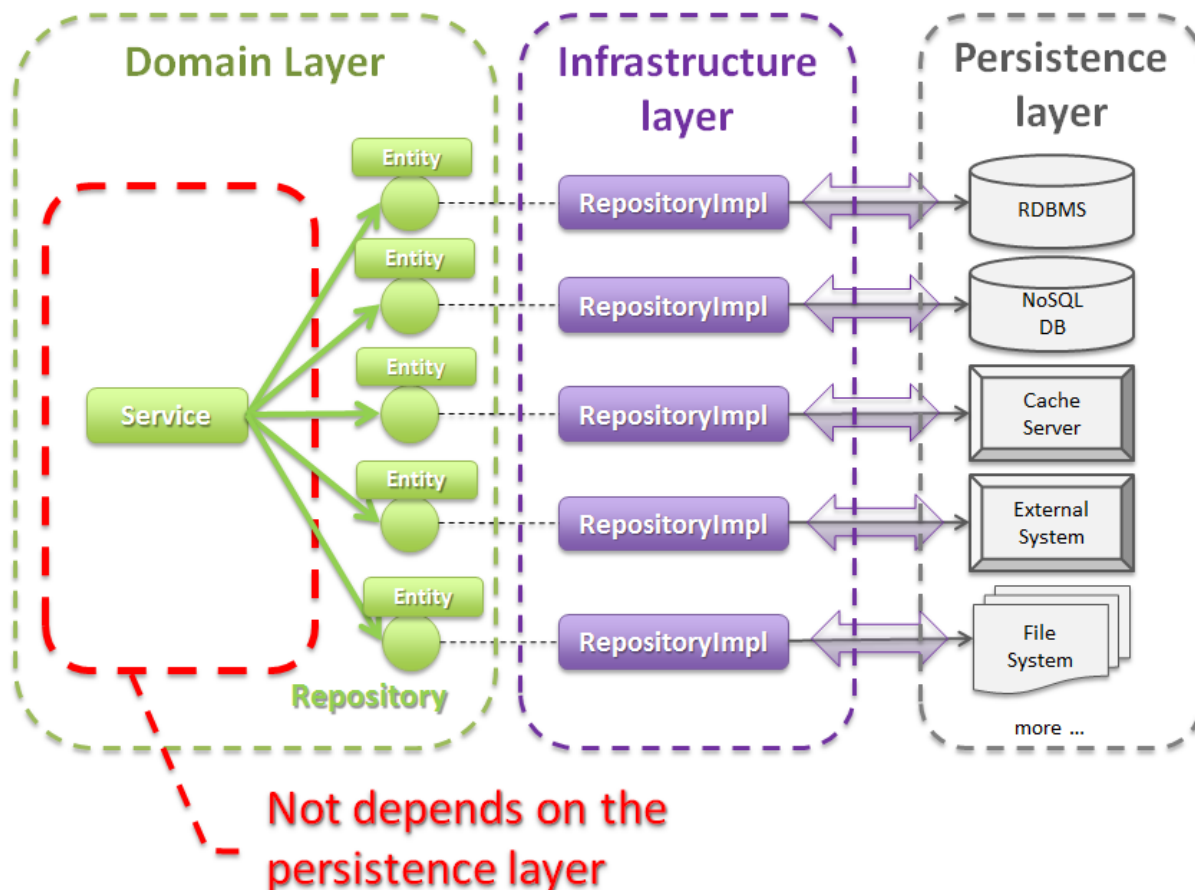 Domain Layer
Infrastructure
layer
Persistence
layer
Entity
RepositoryImpl
RDBMS
Entity
RepositoryImpl
NoSQL
DB
Entity
Service
RepositoryImpl
Cache
Server
Entity
RepositoryImpl
External
System
Entity
RepositoryImpl
File
System
Repository
more ...
Not depends on the
persistence layer